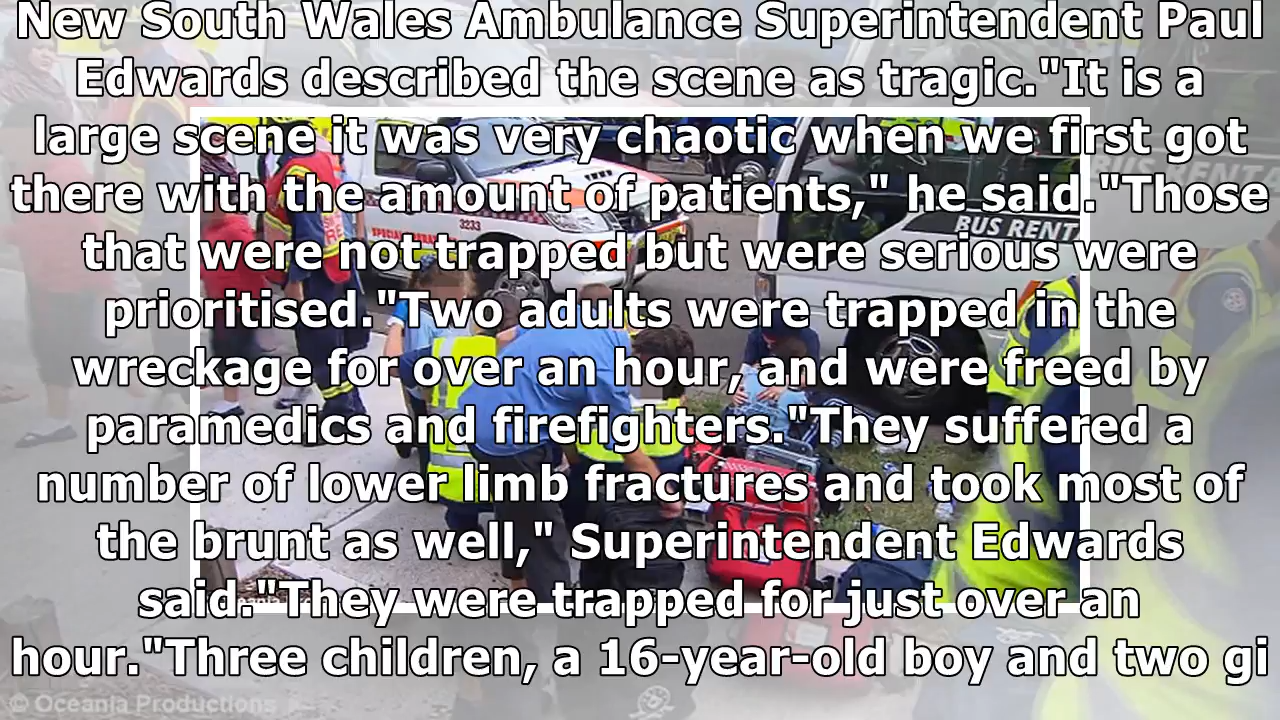 New South Wales Ambulance Superintendent Paul
Edwards described the scene as tragic."It is a
large scene it was very chaotic when we first got
there with the amount of patients," he said."Those
that were not trapped but were serious were
prioritised."Two adults were trapped in the
wreckage for over an hour, and were freed by
paramedics and firefighters."They suffered a
number of lower limb fractures and took most of
the brunt as well," Superintendent Edwards
said."They were trapped for just over an
hour."Three children, a 16-year-old boy and two gi
3233
BUS RENT
BUS RENTA
© Oceania Productions